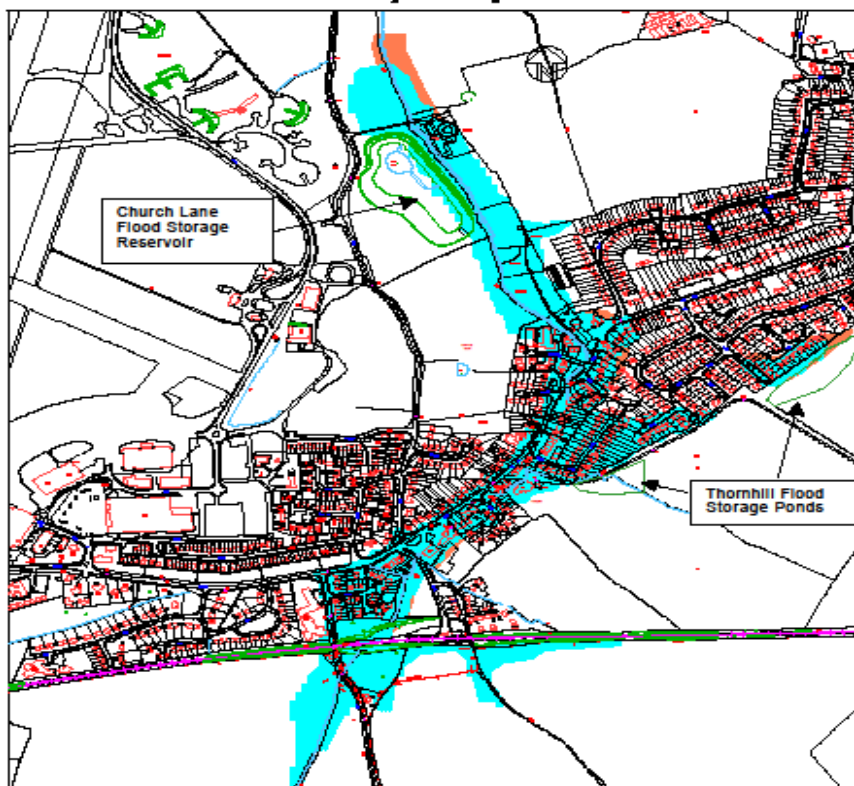 Church Lane
Flood Storage
Reservoir
Thornhill Flood
Storage Ponds